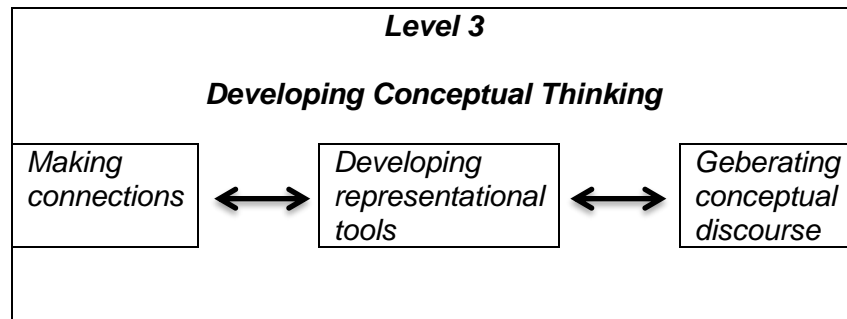 Level 3
Developing Conceptual Thinking
Making
connections
Developing
representational
tools
Geberating
conceptual
discourse